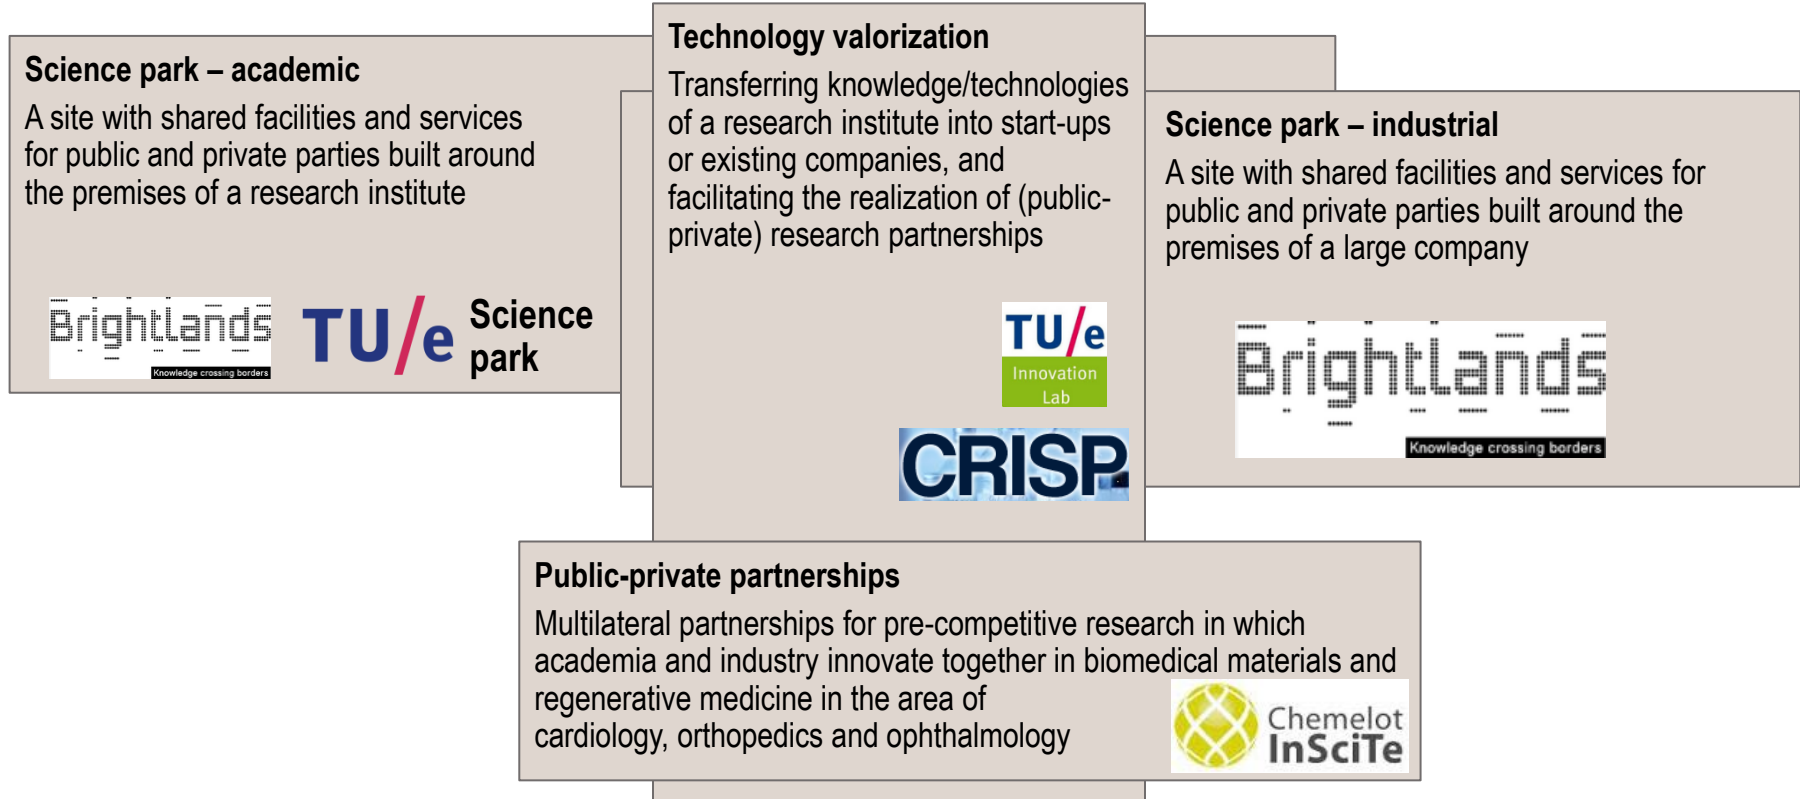 Science park – academic
A site with shared facilities and services
for public and private parties built around
the premises of a research institute
Brightlands
Knowledge crossing borders
TU/e Science
park
Technology valorization
Transferring knowledge/technologies
of a research institute into start-ups
or existing companies, and
facilitating the realization of (public-
private) research partnerships
TU/e
Innovation
Lab
CRISP
Science park – industrial
A site with shared facilities and services for
public and private parties built around the
premises of a large company
Brightlands
Knowledge crossing borders
Public-private partnerships
Multilateral partnerships for pre-competitive research in which
academia and industry innovate together in biomedical materials and
regenerative medicine in the area of
cardiology, orthopedics and ophthalmology
Chemelot
InSciTe